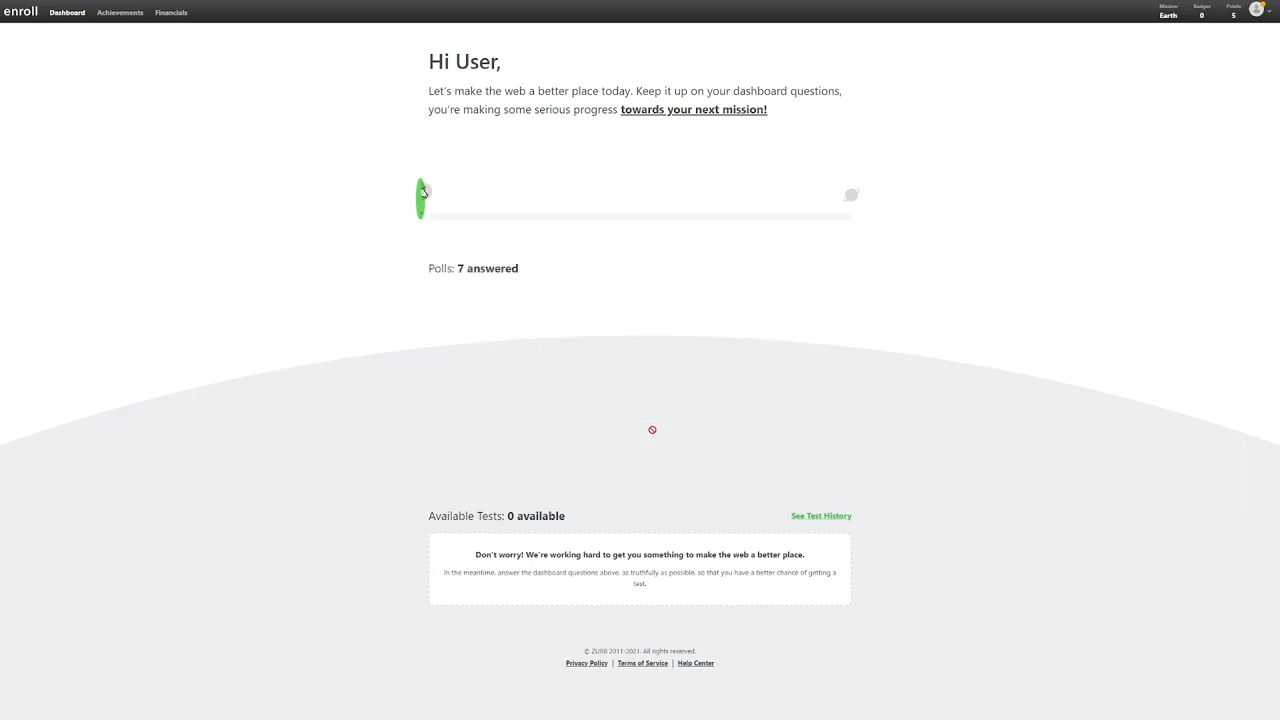 enroll Dashboard Achievements Financials
Mission Badges Points
Earth 0 5
Hi User,
Let's make the web a better place today. Keep it up on your dashboard questions,
you're making some serious progress towards your next mission!
Polls: 7 answered
Available Tests: 0 available
See Test History
Don't worry! We're working hard to get you something to make the web a better place.
In the meantime, answer the dashboard questions above, as truthfully as possible, so that you have a better chance of getting a
test.
© ZURB 2011-2021. All rights reserved.
Privacy Policy | Terms of Service | Help Center